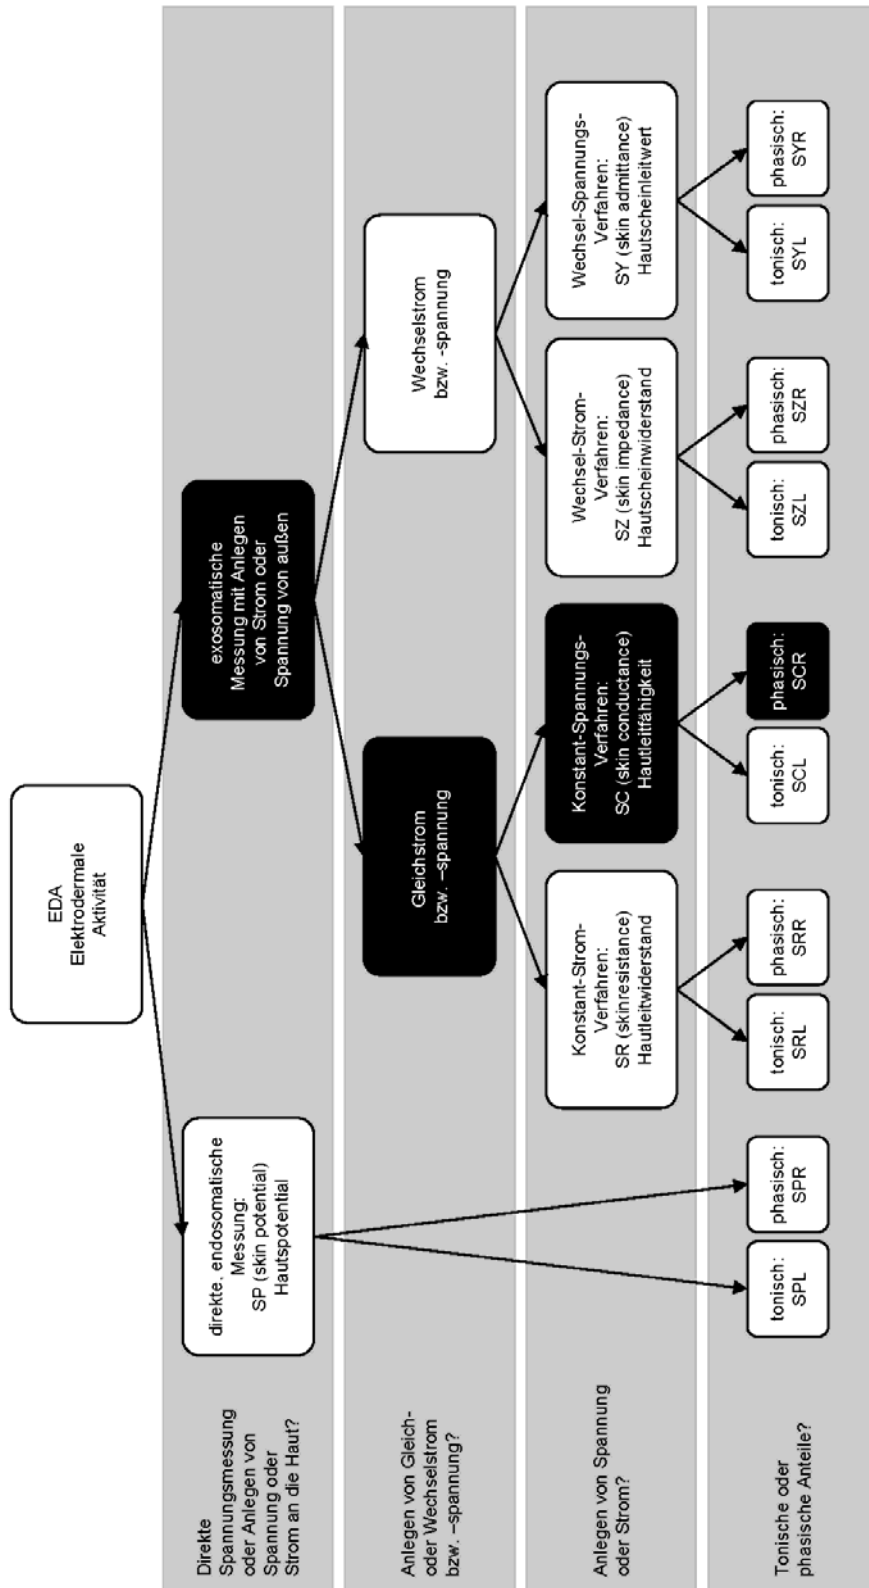 EDA
Elektrodermale
Aktivität
Direkte
Spannungsmessung
oder Anlegen von
Spannung oder
Strom an die Haut?
direkte, endosomatische
Messung:
SP (skin potential)
Hautspotential
exosomatische
Messung mit Anlegen
von Strom oder
Spannung von außen
Anlegen von Gleich-
oder Wechselstrom
bzw. –spannung?
Gleichstrom
bzw. –spannung
Wechselstrom
bzw. -spannung
Anlegen von Spannung
oder Strom?
Konstant-Strom-
Verfahren:
SR (skinresistance)
Hautleitwiderstand
Konstant-Spannungs-
Verfahren:
SC (skin conductance)
Hautleitfähigkeit
Wechsel-Strom-
Verfahren:
SZ (skin impedance)
Hautscheinwiderstand
Wechsel-Spannungs-
Verfahren:
SY (skin admittance)
Hautscheinleitwert
Tonische oder
phasische Anteile?
tonisch:
SPL
phasisch:
SPR
tonisch:
SRL
phasisch:
SRR
tonisch:
SCL
phasisch:
SCR
tonisch:
SZL
phasisch:
SZR
tonisch:
SYL
phasisch:
SYR